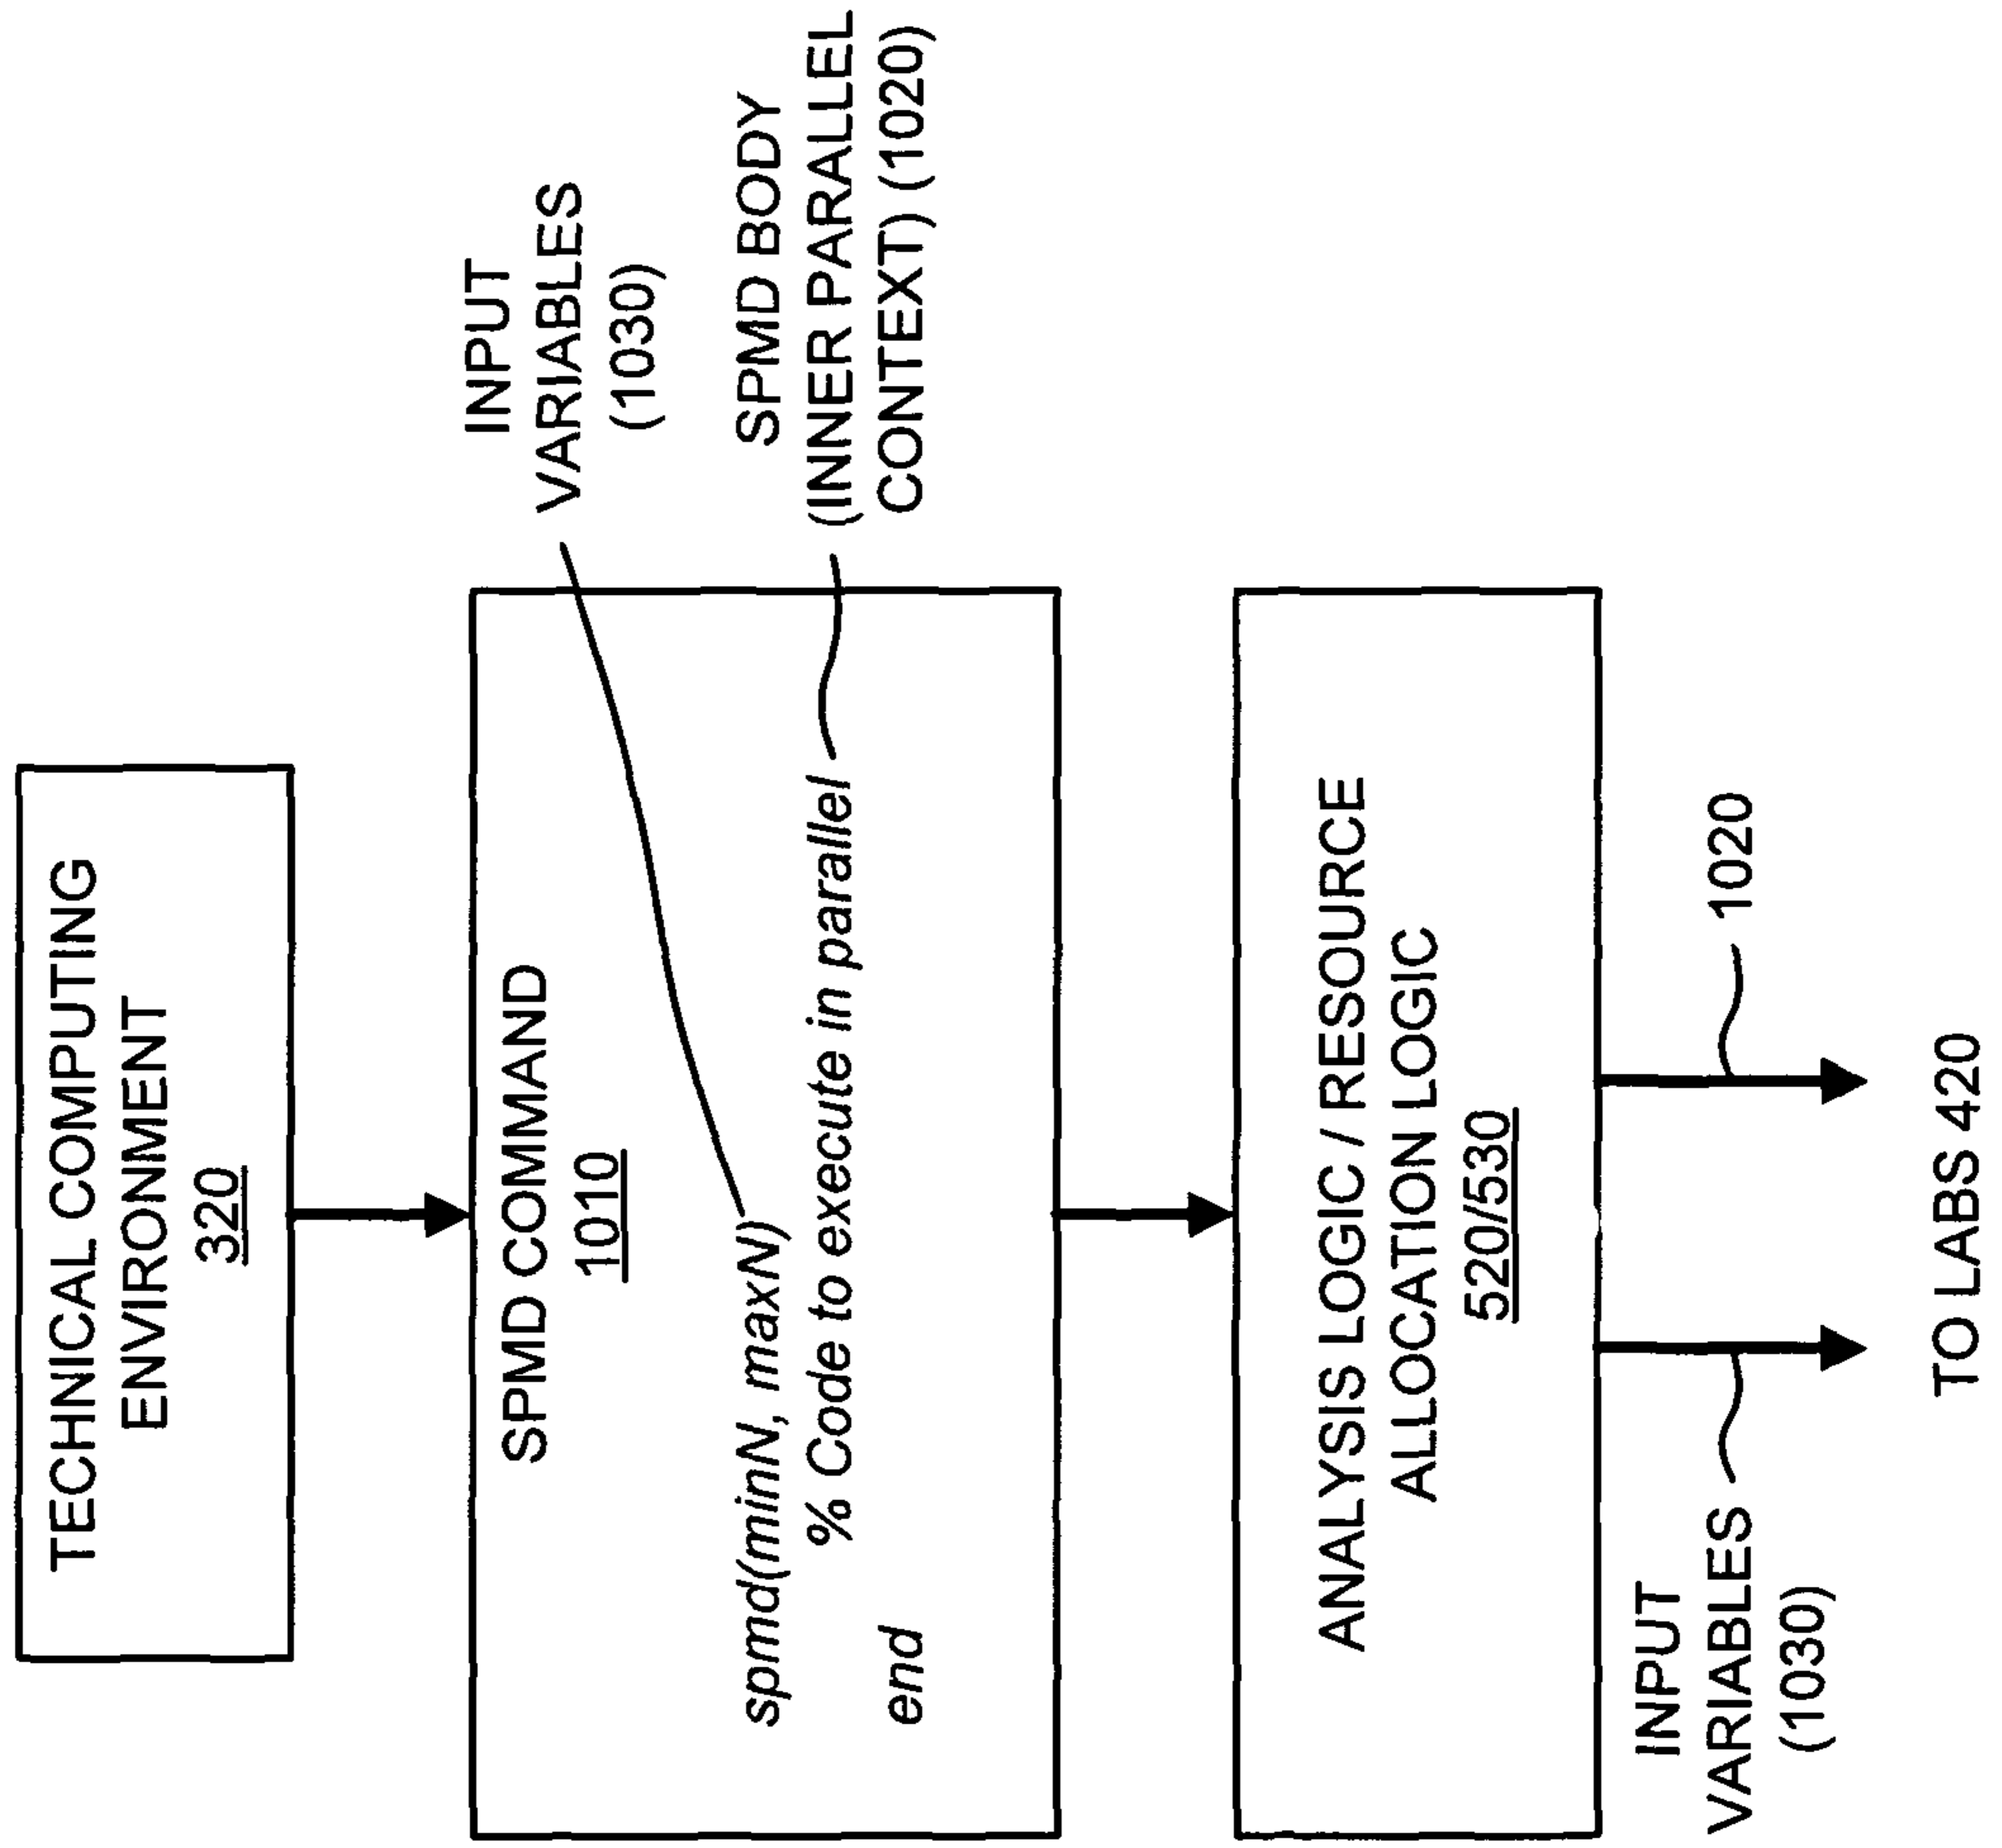 TECHNICAL COMPUTING
ENVIRONMENT
320
SPMD COMMAND
1010
spmd(minN, maxN)
% Code to execute in parallel
end
INPUT
VARIABLES
(1030)
SPMD BODY
(INNER PARALLEL
CONTEXT) (1020)
ANALYSIS LOGIC / RESOURCE
ALLOCATION LOGIC
520/530
INPUT
VARIABLES
(1030)
1020
TO LABS 420